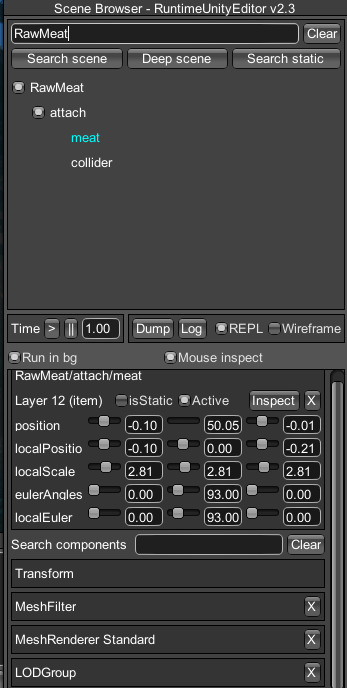 Scene Browser - RuntimeUnityEditor v2.3
RawMeat Clear
Search scene Deep scene Search static
RawMeat
attach
meat
collider
Time > || 1.00 Dump Log REPL Wireframe
Run in bg Mouse inspect
RawMeat/attach/meat
Layer 12 (item) isStatic Active Inspect X
position -0.10 50.05 -0.01
localPositio -0.10 0.00 -0.21
localScale 2.81 2.81 2.81
eulerAngles 0.00 93.00 0.00
localEuler 0.00 93.00 0.00
Search components Clear
Transform
MeshFilter X
MeshRenderer Standard X
LODGroup X